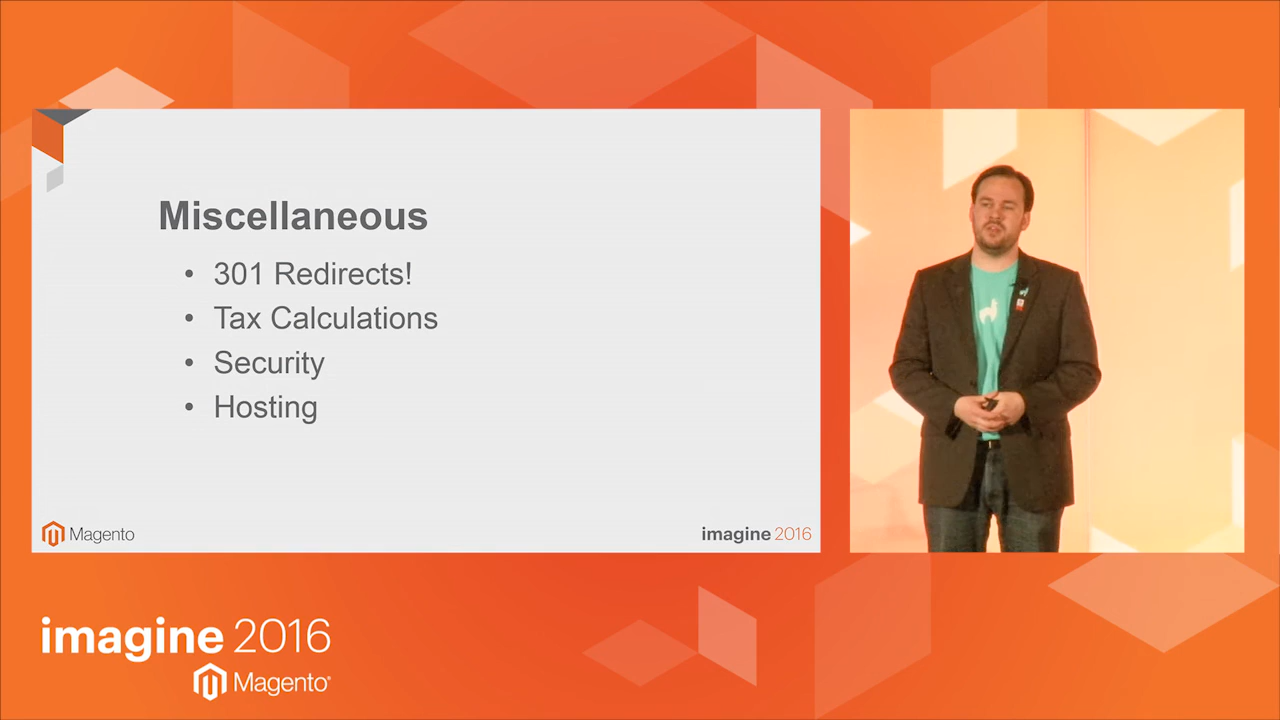 Miscellaneous
• 301 Redirects!
• Tax Calculations
• Security
• Hosting
Magento
imagine 2016
imagine 2016
Magento®